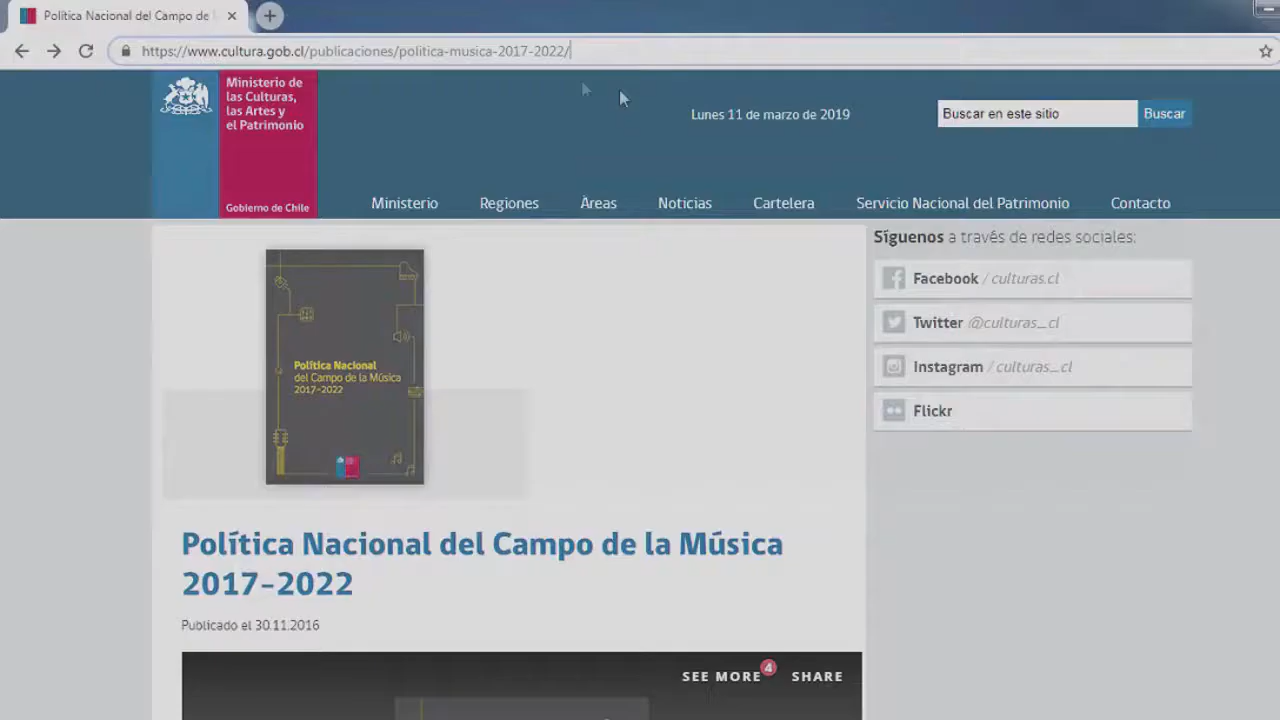 Política Nacional del Campo de
https://www.cultura.gob.cl/publicaciones/politica-musica-2017-2022/
Ministerio de
las Culturas,
las Artes y
el Patrimonio
Gobierno de Chile
Lunes 11 de marzo de 2019
Buscar en este sitio
Buscar
Ministerio
Regiones
Áreas
Noticias
Cartelera
Servicio Nacional del Patrimonio
Contacto
Política Nacional
del Campo de la Música
2017-2022
Síguenos a través de redes sociales:
Facebook / culturas.cl
Twitter @culturas_cl
Instagram / culturas_cl
Flickr
Política Nacional del Campo de la Música
2017-2022
Publicado el 30.11.2016
SEE MORE 4
SHARE